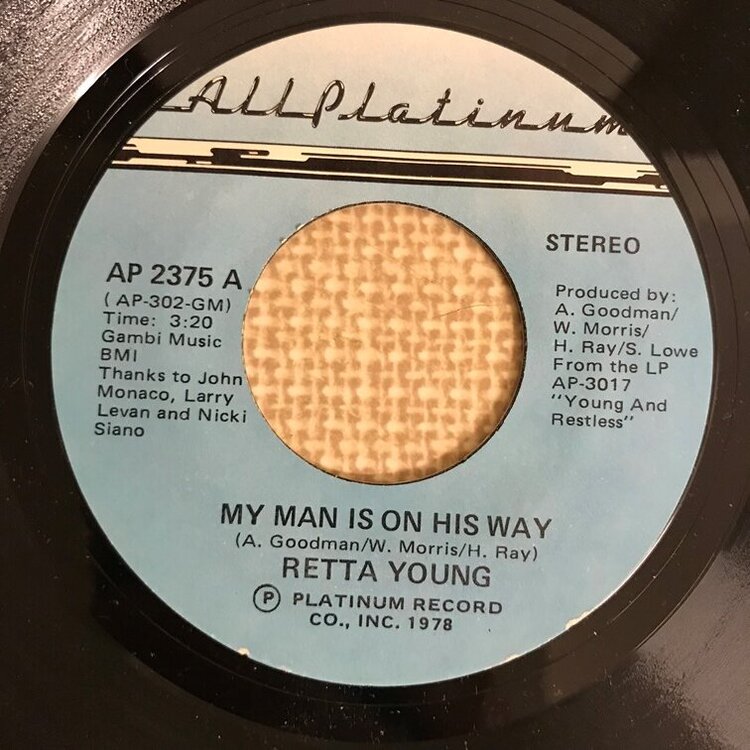 All Platinum
STEREO
AP 2375 A
(AP-302-GM)
Time: 3:20
Gambi Music
BMI
Thanks to John
Monaco, Larry
Levan and Nicki
Siano
Produced by:
A. Goodman/
W. Morris/
H. Ray/S. Lowe
From the LP
AP-3017
"Young And
Restless"
MY MAN IS ON HIS WAY
(A. Goodman/W. Morris/H. Ray)
RETTA YOUNG
Ⓟ PLATINUM RECORD
CO., INC. 1978